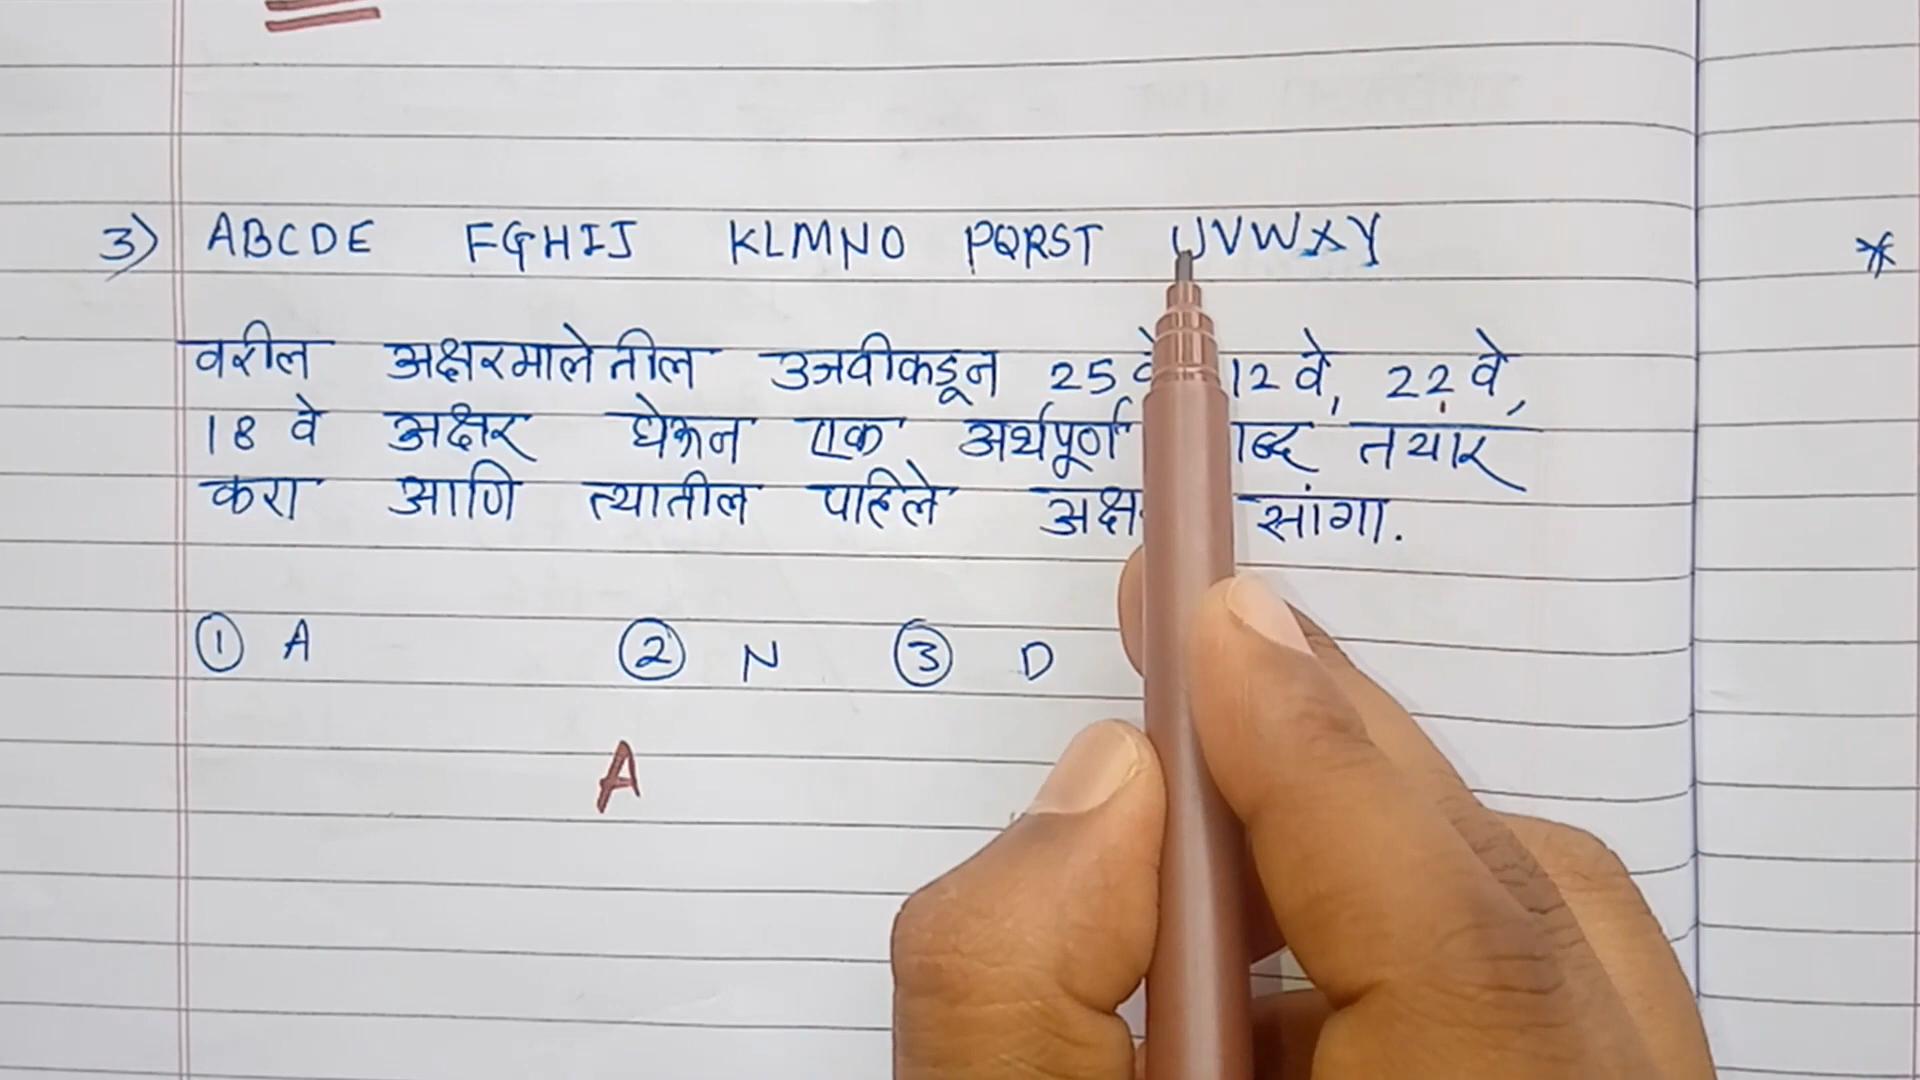 3) ABCDE FGHIJ KLMNO PQRST UVWXY
*
वरील अक्षरमालेतील उजवीकडून 25 वे 12 वे, 22 वे,
18 वे अक्षर घेऊन एक अर्थपूर्ण तयार
करा आणि त्यातील पहिले सांगा.
① A ② N ③ D
A